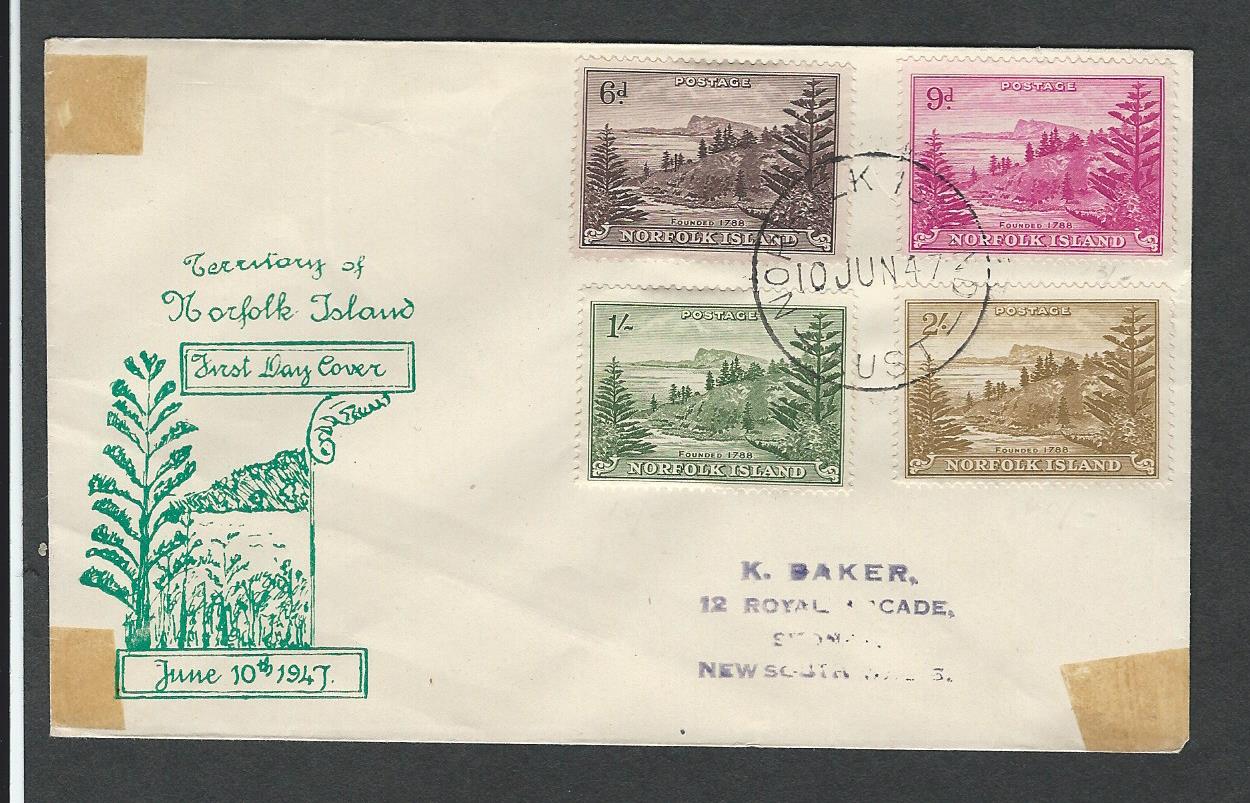 Territory of
Norfolk Island
First Day Cover
June 10th 1947.
POSTAGE
6d
FOUNDED 1788
NORFOLK ISLAND
POSTAGE
9d
FOUNDED 1788
NORFOLK ISLAND
10 JUN 47
POSTAGE
1/-
FOUNDED 1788
NORFOLK ISLAND
POSTAGE
2/-
FOUNDED 1788
NORFOLK ISLAND
3/-
K. BAKER,
12 ROYAL
NEW SOUTH